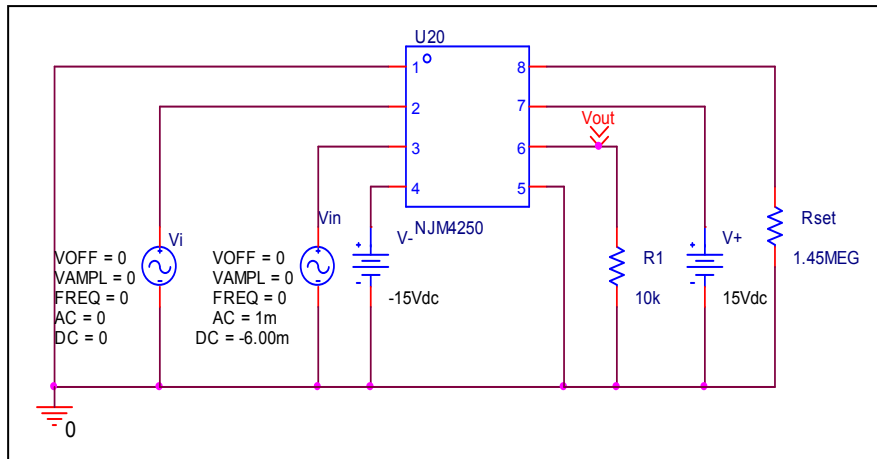 U20
1
2
3
4
8
7
6
5
NJM4250
Vout
Vi
VOFF = 0
VAMPL = 0
FREQ = 0
AC = 0
DC = 0
Vin
VOFF = 0
VAMPL = 0
FREQ = 0
AC = 1m
DC = -6.00m
V-
-15Vdc
R1
10k
V+
15Vdc
Rset
1.45MEG
0